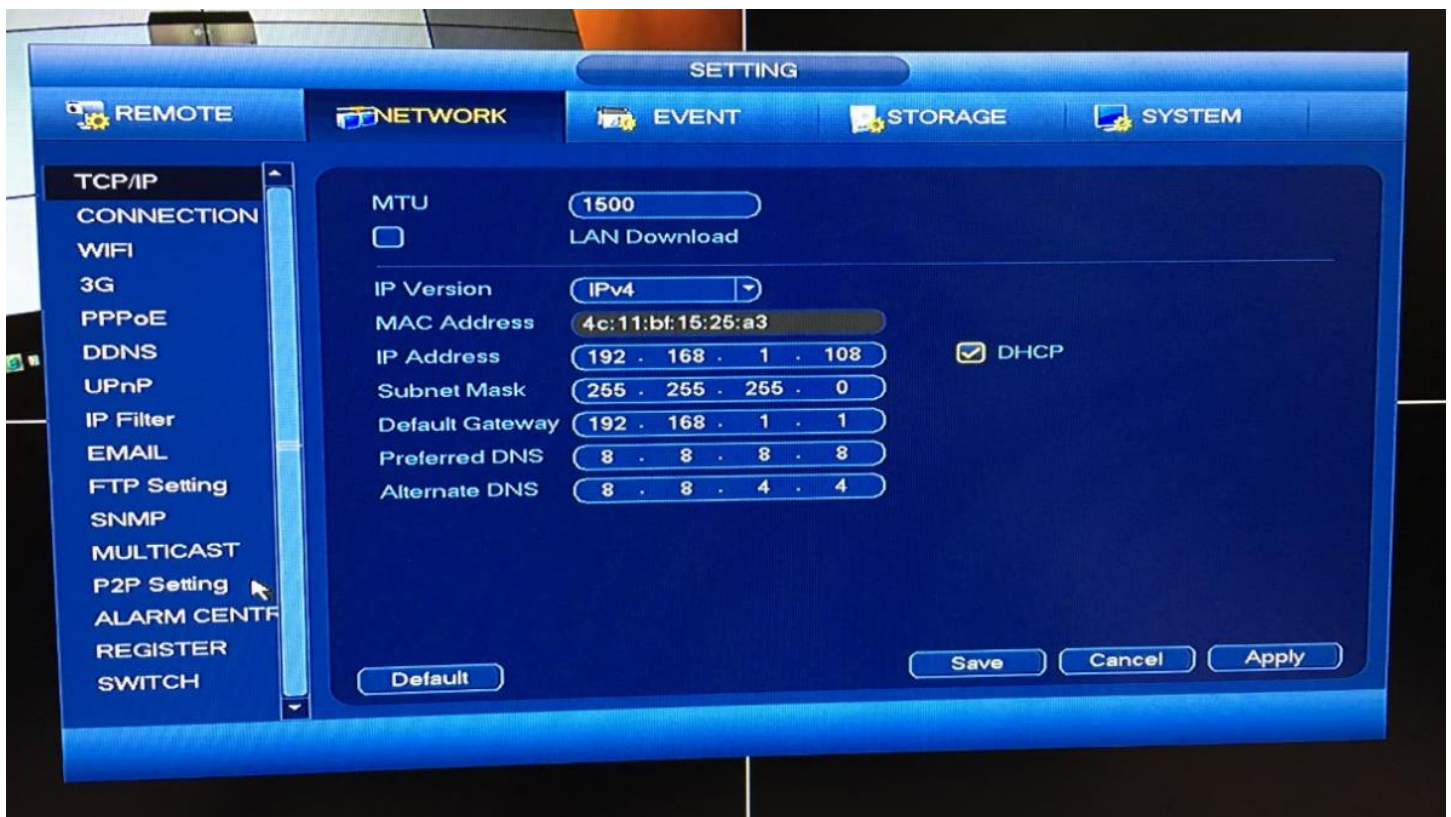 SETTING
REMOTE NETWORK EVENT STORAGE SYSTEM
TCP/IP
CONNECTION
WIFI
3G
PPPoE
DDNS
UPnP
IP Filter
EMAIL
FTP Setting
SNMP
MULTICAST
P2P Setting
ALARM CENTR
REGISTER
SWITCH
MTU 1500
LAN Download
IP Version IPv4
MAC Address 4c:11:bf:15:25:a3
IP Address 192 . 168 . 1 . 108 DHCP
Subnet Mask 255 . 255 . 255 . 0
Default Gateway 192 . 168 . 1 . 1
Preferred DNS 8 . 8 . 8 . 8
Alternate DNS 8 . 8 . 4 . 4
Default Save Cancel Apply